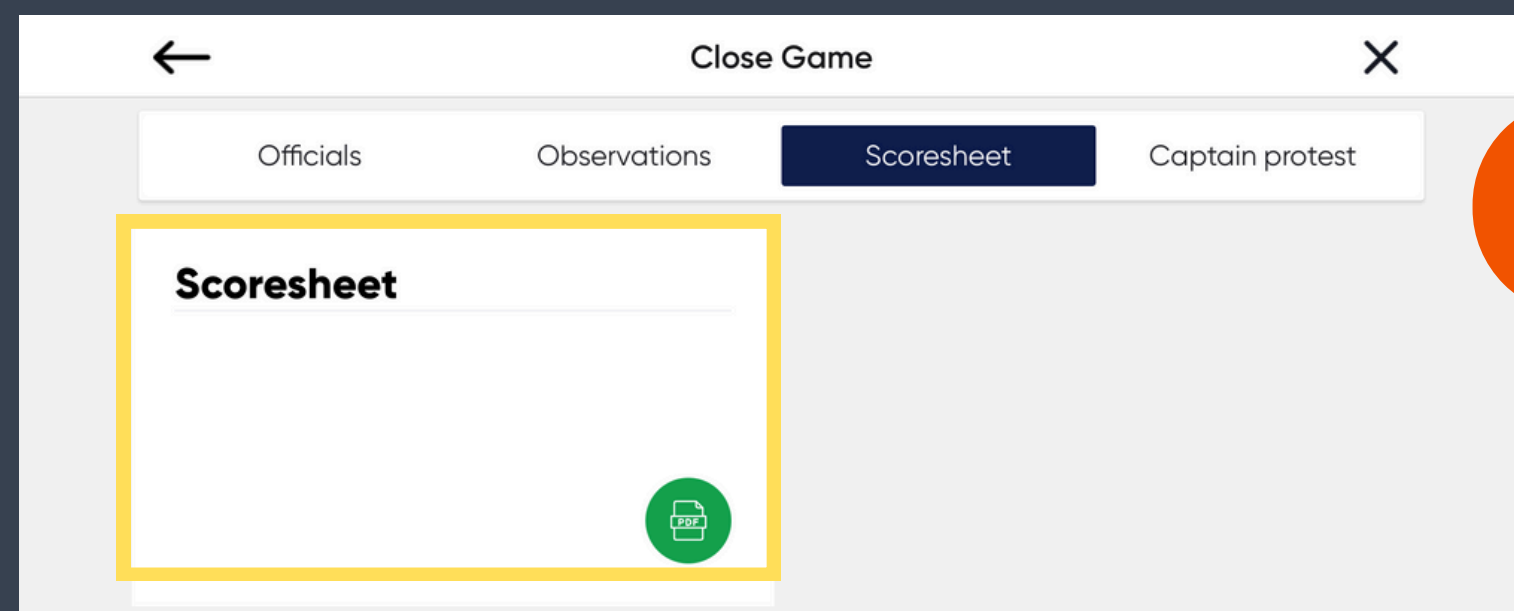 Close Game
Officials Observations Scoresheet Captain protest
Scoresheet
PDF